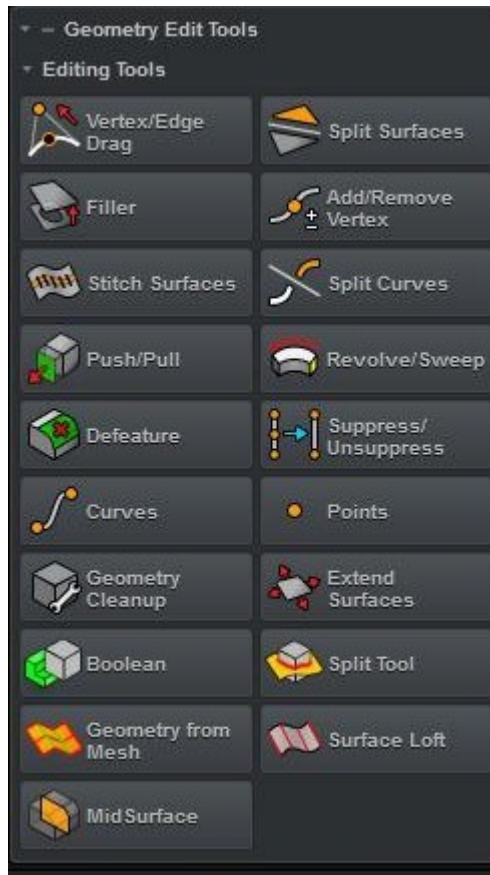 Geometry Edit Tools
Editing Tools
Vertex/Edge
Drag
Split Surfaces
Filler
Add/Remove
Vertex
Stitch Surfaces
Split Curves
Push/Pull
Revolve/Sweep
Defeature
Suppress/
Unsuppress
Curves
Points
Geometry
Cleanup
Extend
Surfaces
Boolean
Split Tool
Geometry from
Mesh
Surface Loft
MidSurface